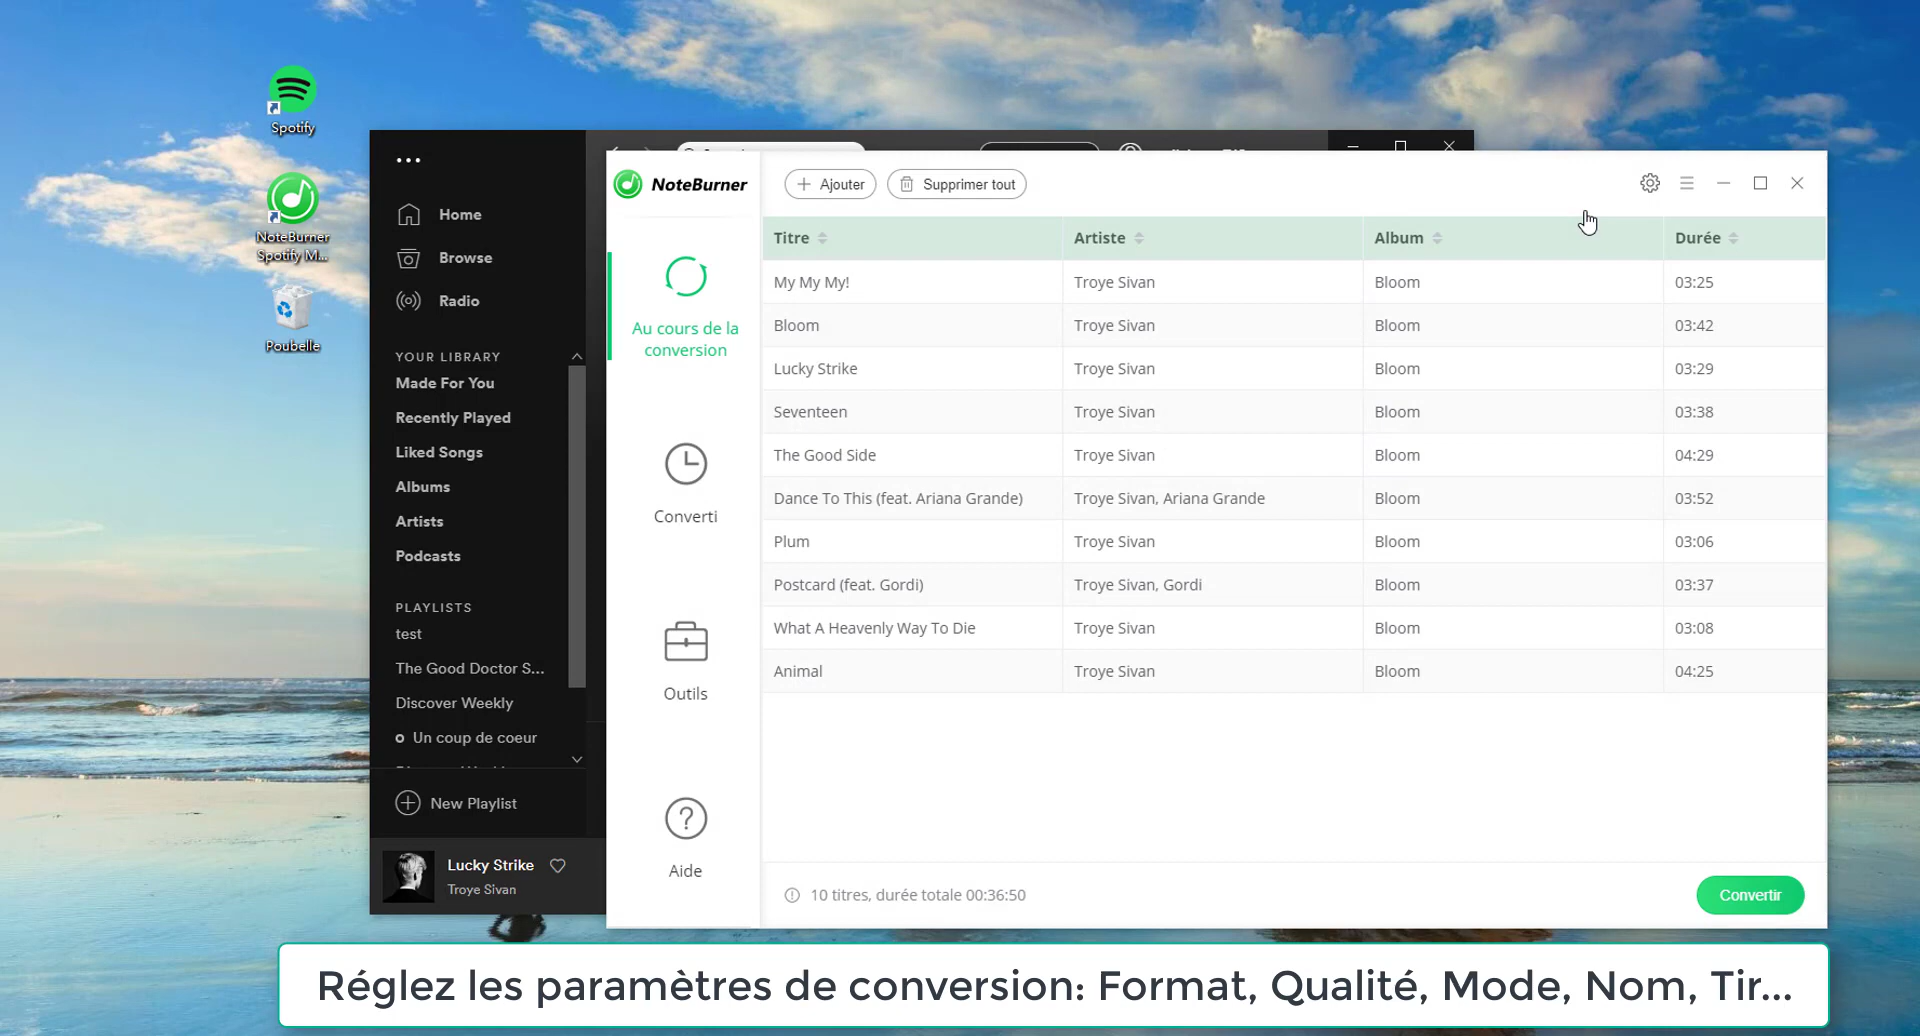 Spotify
NoteBurner
Spotify M...
Poubelle
Home
Browse
Radio
YOUR LIBRARY
Made For You
Recently Played
Liked Songs
Albums
Artists
Podcasts
PLAYLISTS
test
The Good Doctor S...
Discover Weekly
Un coup de coeur
New Playlist
Lucky Strike
Troye Sivan
NoteBurner
Au cours de la
conversion
Converti
Outils
Aide
Ajouter Supprimer tout
Titre Artiste Album Durée
My My My! Troye Sivan Bloom 03:25
Bloom Troye Sivan Bloom 03:42
Lucky Strike Troye Sivan Bloom 03:29
Seventeen Troye Sivan Bloom 03:38
The Good Side Troye Sivan Bloom 04:29
Dance To This (feat. Ariana Grande) Troye Sivan, Ariana Grande Bloom 03:52
Plum Troye Sivan Bloom 03:06
Postcard (feat. Gordi) Troye Sivan, Gordi Bloom 03:37
What A Heavenly Way To Die Troye Sivan Bloom 03:08
Animal Troye Sivan Bloom 04:25
10 titres, durée totale 00:36:50
Convertir
Réglez les paramètres de conversion: Format, Qualité, Mode, Nom, Tir...